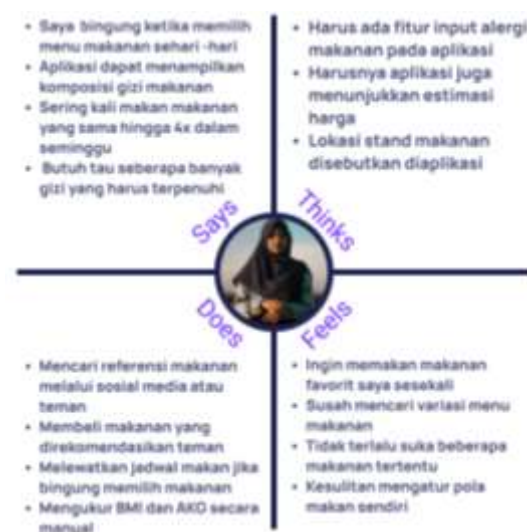 • Saya bingung ketika memilih
menu makanan sehari -hari
• Aplikasi dapat menampilkan
komposisi gizi makanan
• Sering kali makan makanan
yang sama hingga 4x dalam
seminggu
• Butuh tau seberapa banyak
gizi yang harus terpenuhi
• Harus ada fitur input alergi
makanan pada aplikasi
• Harusnya aplikasi juga
menunjukkan estimasi
harga
• Lokasi stand makanan
disebutkan diaplikasi
Says
Thinks
Does
Feels
• Mencari referensi makanan
melalui sosial media atau
teman
• Membeli makanan yang
direkomendasikan teman
• Melewatkan jadwal makan jika
bingung memilih makanan
• Mengukur BMI dan AKG secara
manual
• Ingin memakan makanan
favorit saya sesekali
• Susah mencari variasi menu
makanan
• Tidak terlalu suka beberapa
makanan tertentu
• Kesulitan mengatur pola
makan sendiri